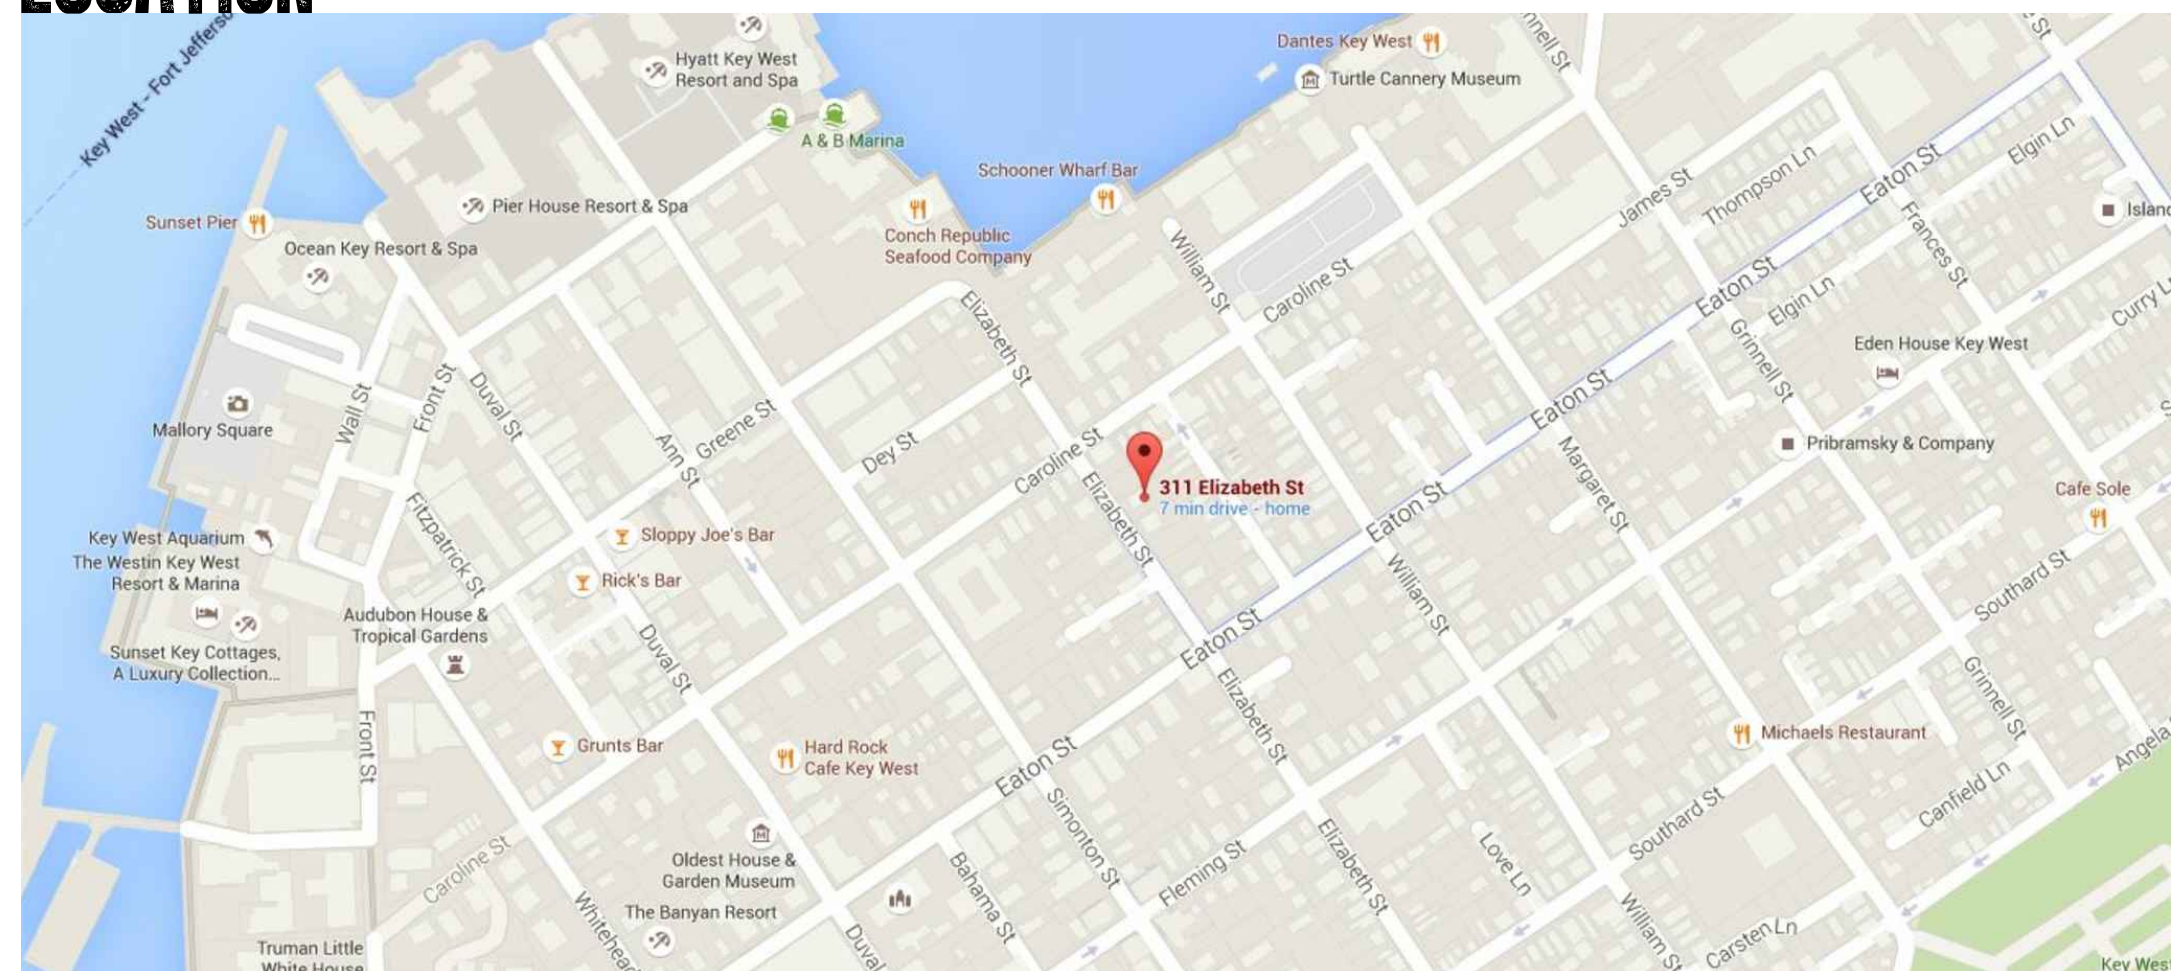 LOCATION
Key West - Fort Jefferso
Hyatt Key West
Resort and Spa
A & B Marina
Dantes Key West
Turtle Cannery Museum
nnell St
St
Schooner Wharf Bar
Elgin Ln
Eaton St
James St
Thompson Ln
Sunset Pier
Pier House Resort & Spa
Ocean Key Resort & Spa
Conch Republic
Seafood Company
William St
Frances St
Island
Caroline St
Eaton St
Elgin Ln
Curry L
Elizabeth St
Grinnell St
Eden House Key West
Wall St
Front St
Duval St
Mallory Square
Ann St
Greene St
Dey St
Caroline St
Eaton St
Elizabeth St
311 Elizabeth St
7 min drive - home
Margaret St
Pribramsky & Company
Cafe Sole
Fitzpatrick St
Key West Aquarium
The Westin Key West
Resort & Marina
Sloppy Joe's Bar
Rick's Bar
Eaton St
William St
Southard St
Audubon House &
Tropical Gardens
Sunset Key Cottages,
A Luxury Collection...
Duval St
Eaton St
Elizabeth St
Grinnell St
Front St
Grunts Bar
Hard Rock
Cafe Key West
Eaton St
Michaels Restaurant
Angela
Simonton St
Elizabeth St
Southard St
Canfield Ln
Caroline St
Oldest House &
Garden Museum
Bahama St
Fleming St
Love Ln
The Banyan Resort
Whitehead
Duval
William St
Carsten Ln
Truman Little
White House
Key Wes